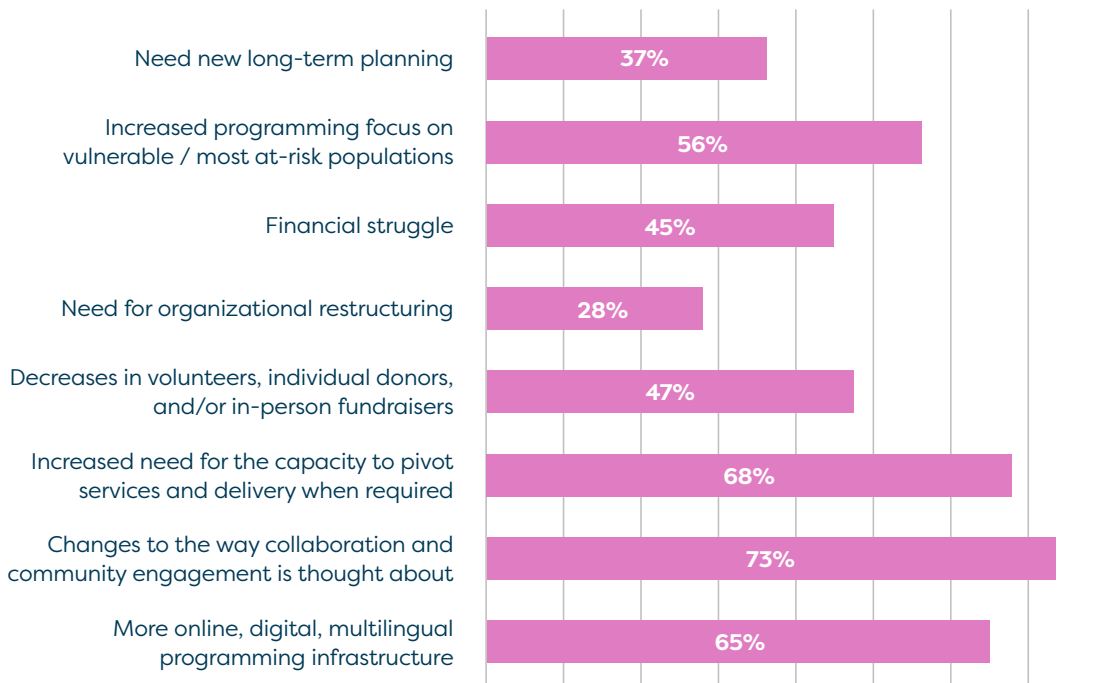 Need new long-term planning
37%
Increased programming focus on
vulnerable / most at-risk populations
56%
Financial struggle
45%
Need for organizational restructuring
28%
Decreases in volunteers, individual donors,
and/or in-person fundraisers
47%
Increased need for the capacity to pivot
services and delivery when required
68%
Changes to the way collaboration and
community engagement is thought about
73%
More online, digital, multilingual
programming infrastructure
65%